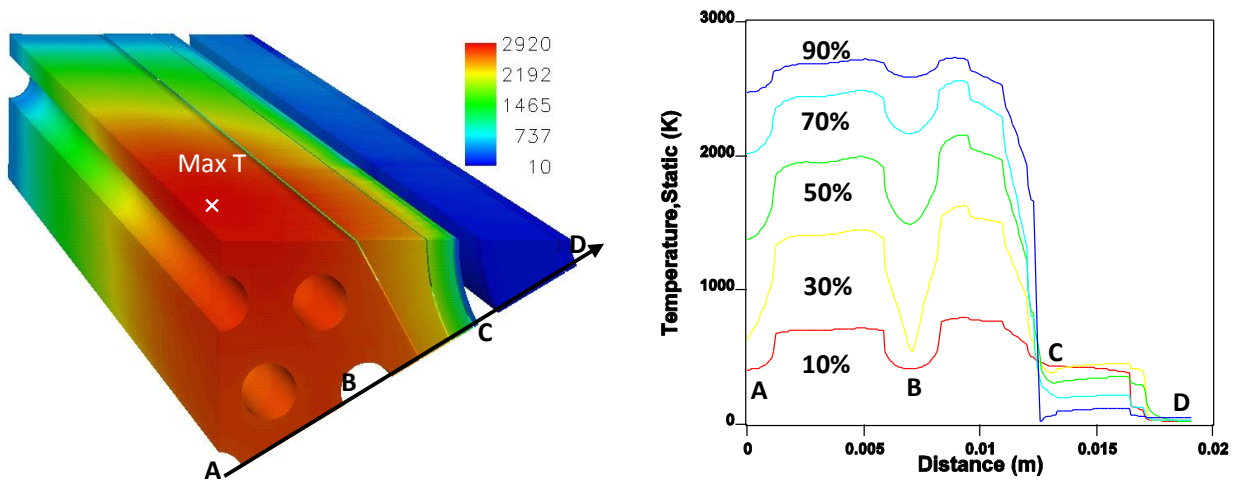 2920
2192
1465
737
10
Max T
A
B
C
D
3000
2000
1000
0
Temperature,Static (K)
90%
70%
50%
30%
10%
A
B
C
D
0
0.005
0.01
0.015
0.02
Distance (m)